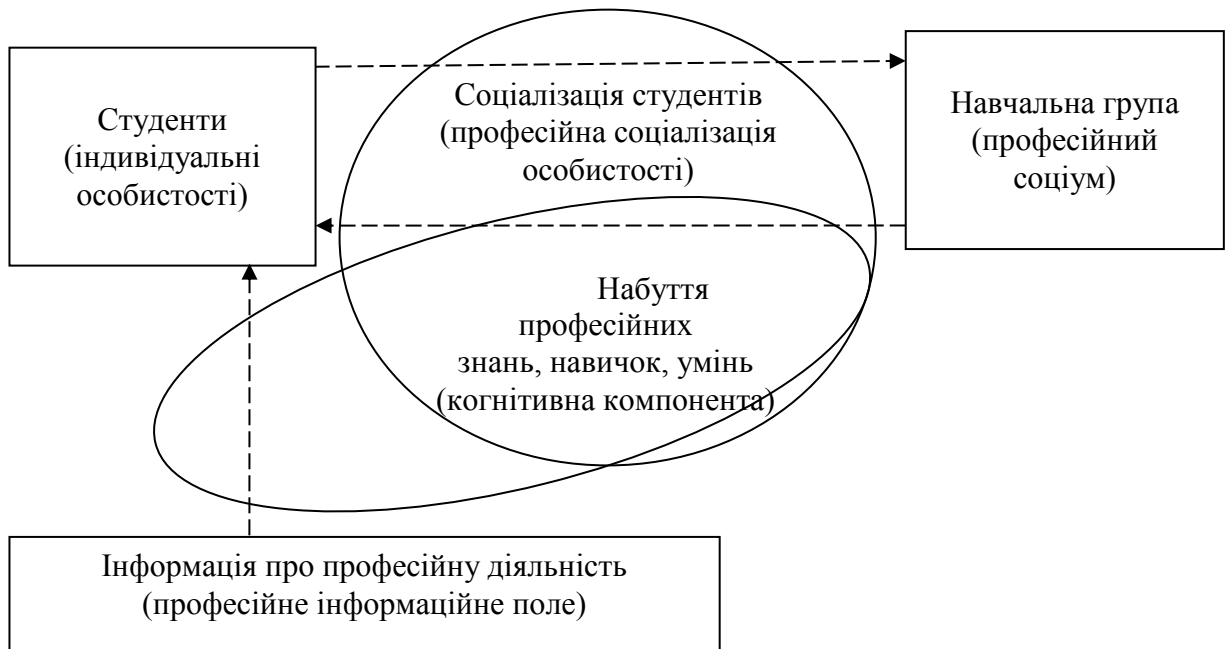 Студенти
(індивідуальні
особистості)
Соціалізація студентів
(професійна соціалізація
особистості)
Навчальна група
(професійний
соціум)
Набуття
професійних
знань, навичок, умінь
(когнітивна компонента)
Інформація про професійну діяльність
(професійне інформаційне поле)